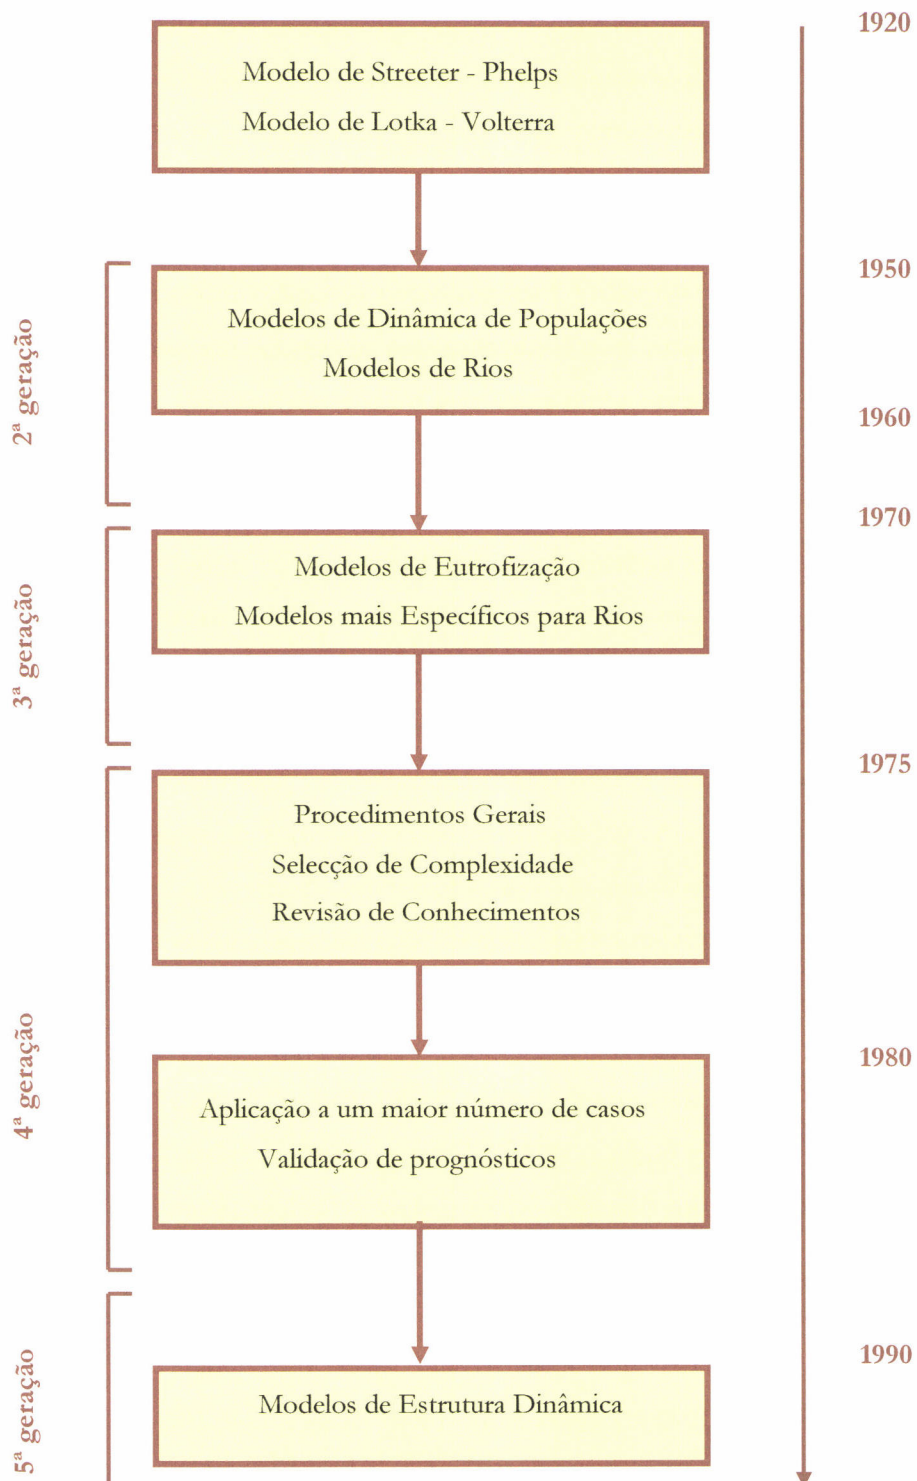 1920
Modelo de Streeter - Phelps
Modelo de Lotka - Volterra
2ª geração
1950
Modelos de Dinâmica de Populações
Modelos de Rios
1960
3ª geração
1970
Modelos de Eutrofização
Modelos mais Específicos para Rios
4ª geração
1975
Procedimentos Gerais
Selecção de Complexidade
Revisão de Conhecimentos
1980
Aplicação a um maior número de casos
Validação de prognósticos
5ª geração
1990
Modelos de Estrutura Dinâmica